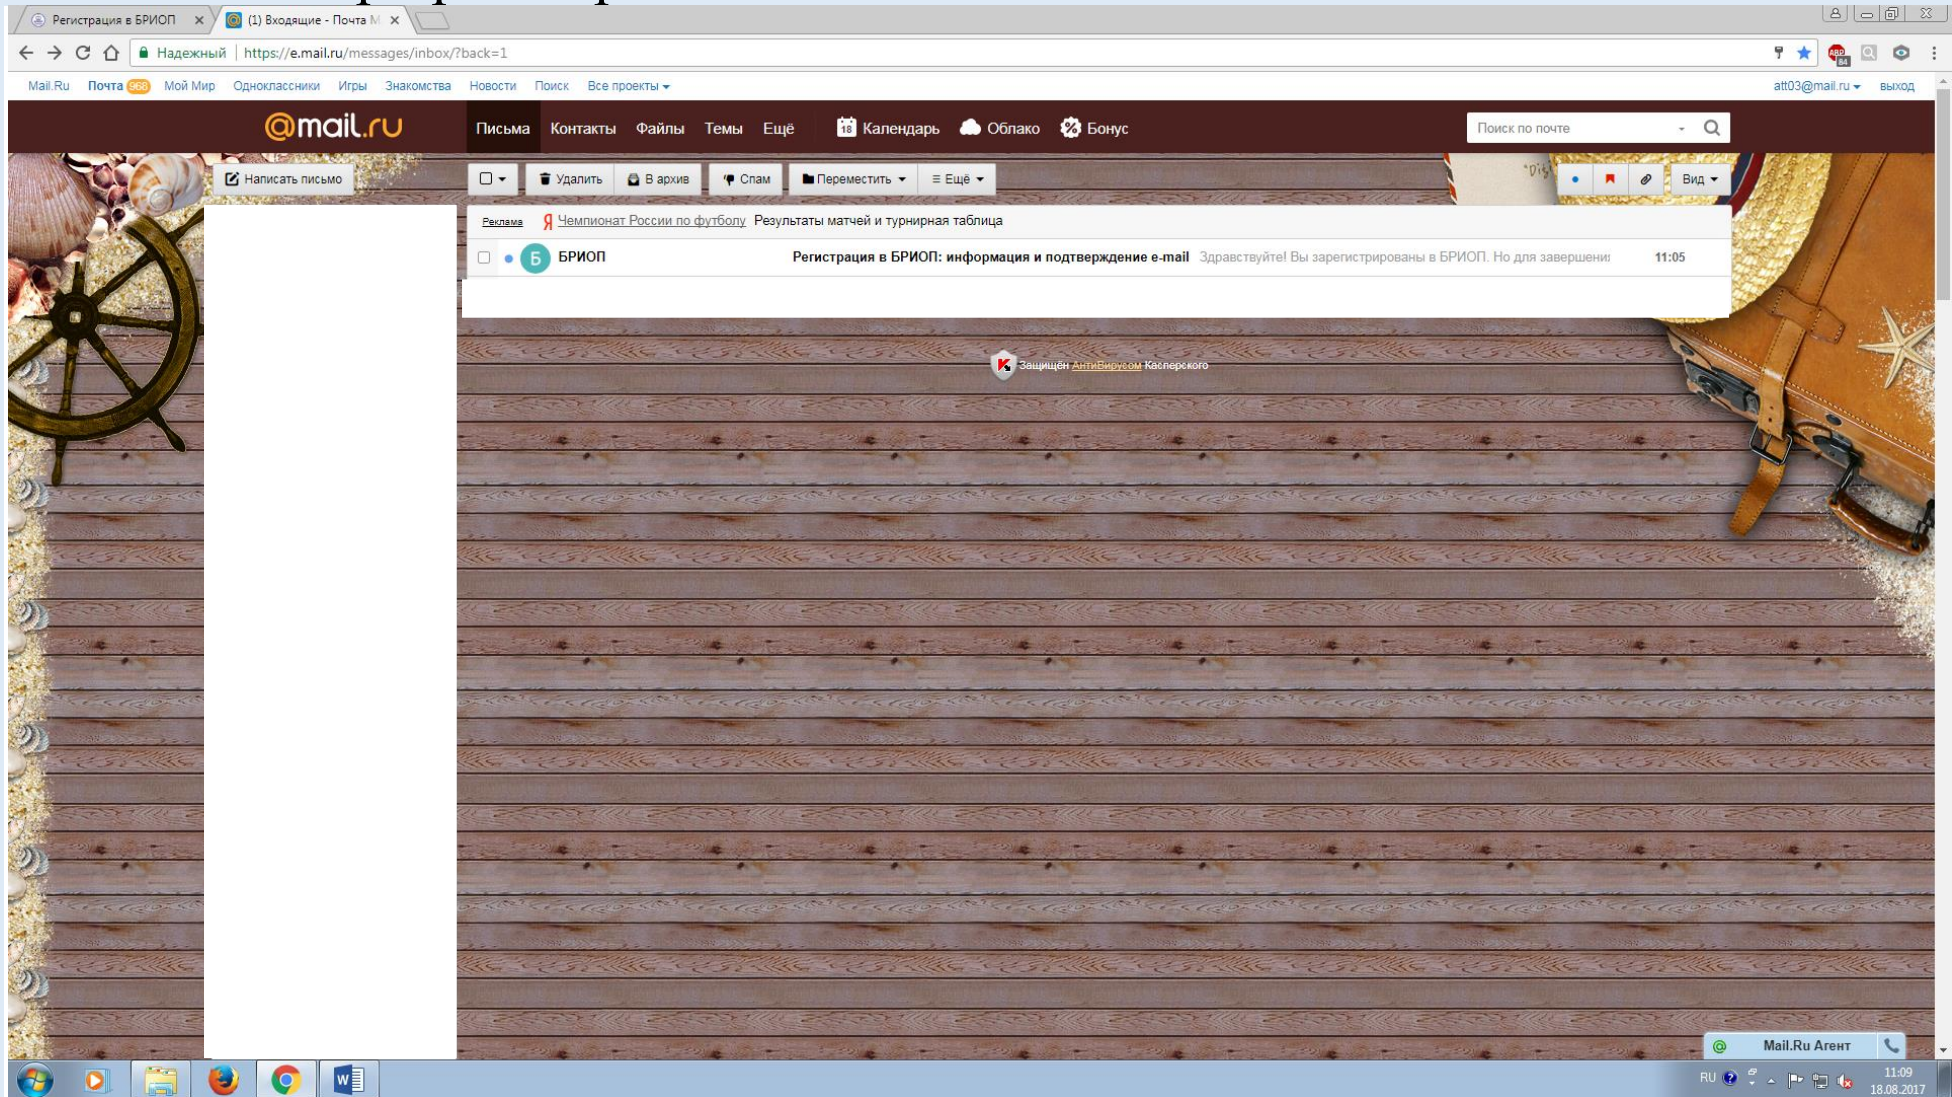 Регистрация в БРИОП
(1) Входящие - Почта М
Надежный https://e.mail.ru/messages/inbox/?back=1
ABP 84
Mail.Ru Почта 968 Мой Мир Одноклассники Игры Знакомства Новости Поиск Все проекты att03@mail.ru выход
@mail.ru Письма Контакты Файлы Темы Ещё 18 Календарь Облако Бонус Поиск по почте
Написать письмо Удалить В архив Спам Переместить Ещё Вид
Реклама Я Чемпионат России по футболу Результаты матчей и турнирная таблица
Б БРИОП Регистрация в БРИОП: информация и подтверждение e-mail Здравствуйте! Вы зарегистрированы в БРИОП. Но для завершени 11:05
Защищён АнтиВирусом Касперского
Mail.Ru Агент
RU 11:09
18.08.2017